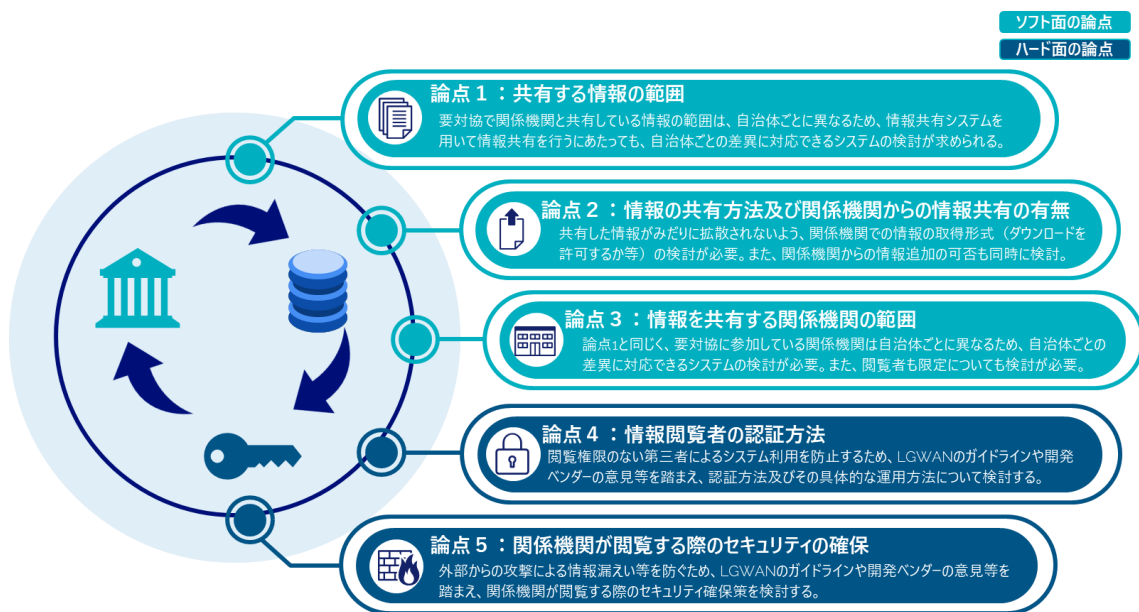 ソフト面の論点
ハード面の論点
論点１：共有する情報の範囲
要対協で関係機関と共有している情報の範囲は、自治体ごとに異なるため、情報共有システムを
用いて情報共有を行うにあたっても、自治体ごとの差異に対応できるシステムの検討が求められる。
論点２：情報の共有方法及び関係機関からの情報共有の有無
共有した情報がみだりに拡散されないよう、関係機関での情報の取得形式（ダウンロードを
許可するか等）の検討が必要。また、関係機関からの情報追加の可否も同時に検討。
論点３：情報を共有する関係機関の範囲
論点1と同じく、要対協に参加している関係機関は自治体ごとに異なるため、自治体ごとの
差異に対応できるシステムの検討が必要。また、閲覧者も限定についても検討が必要。
論点４：情報閲覧者の認証方法
閲覧権限のない第三者によるシステム利用を防止するため、LGWANのガイドラインや開発
ベンダーの意見等を踏まえ、認証方法及びその具体的な運用方法について検討する。
論点５：関係機関が閲覧する際のセキュリティの確保
外部からの攻撃による情報漏えい等を防ぐため、LGWANのガイドラインや開発ベンダーの意見等を
踏まえ、関係機関が閲覧する際のセキュリティ確保策を検討する。